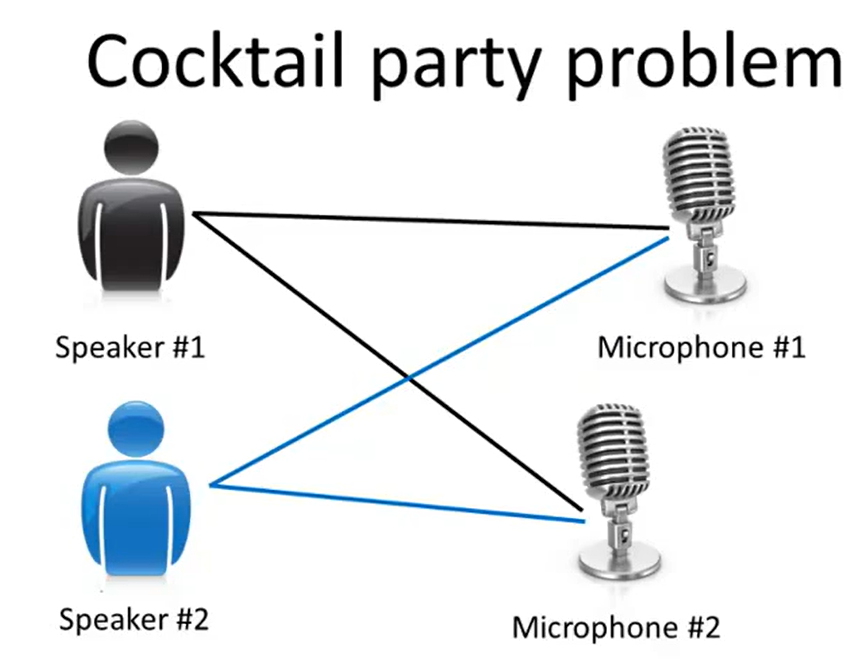 Cocktail party problem
Speaker #1
Microphone #1
Speaker #2
Microphone #2